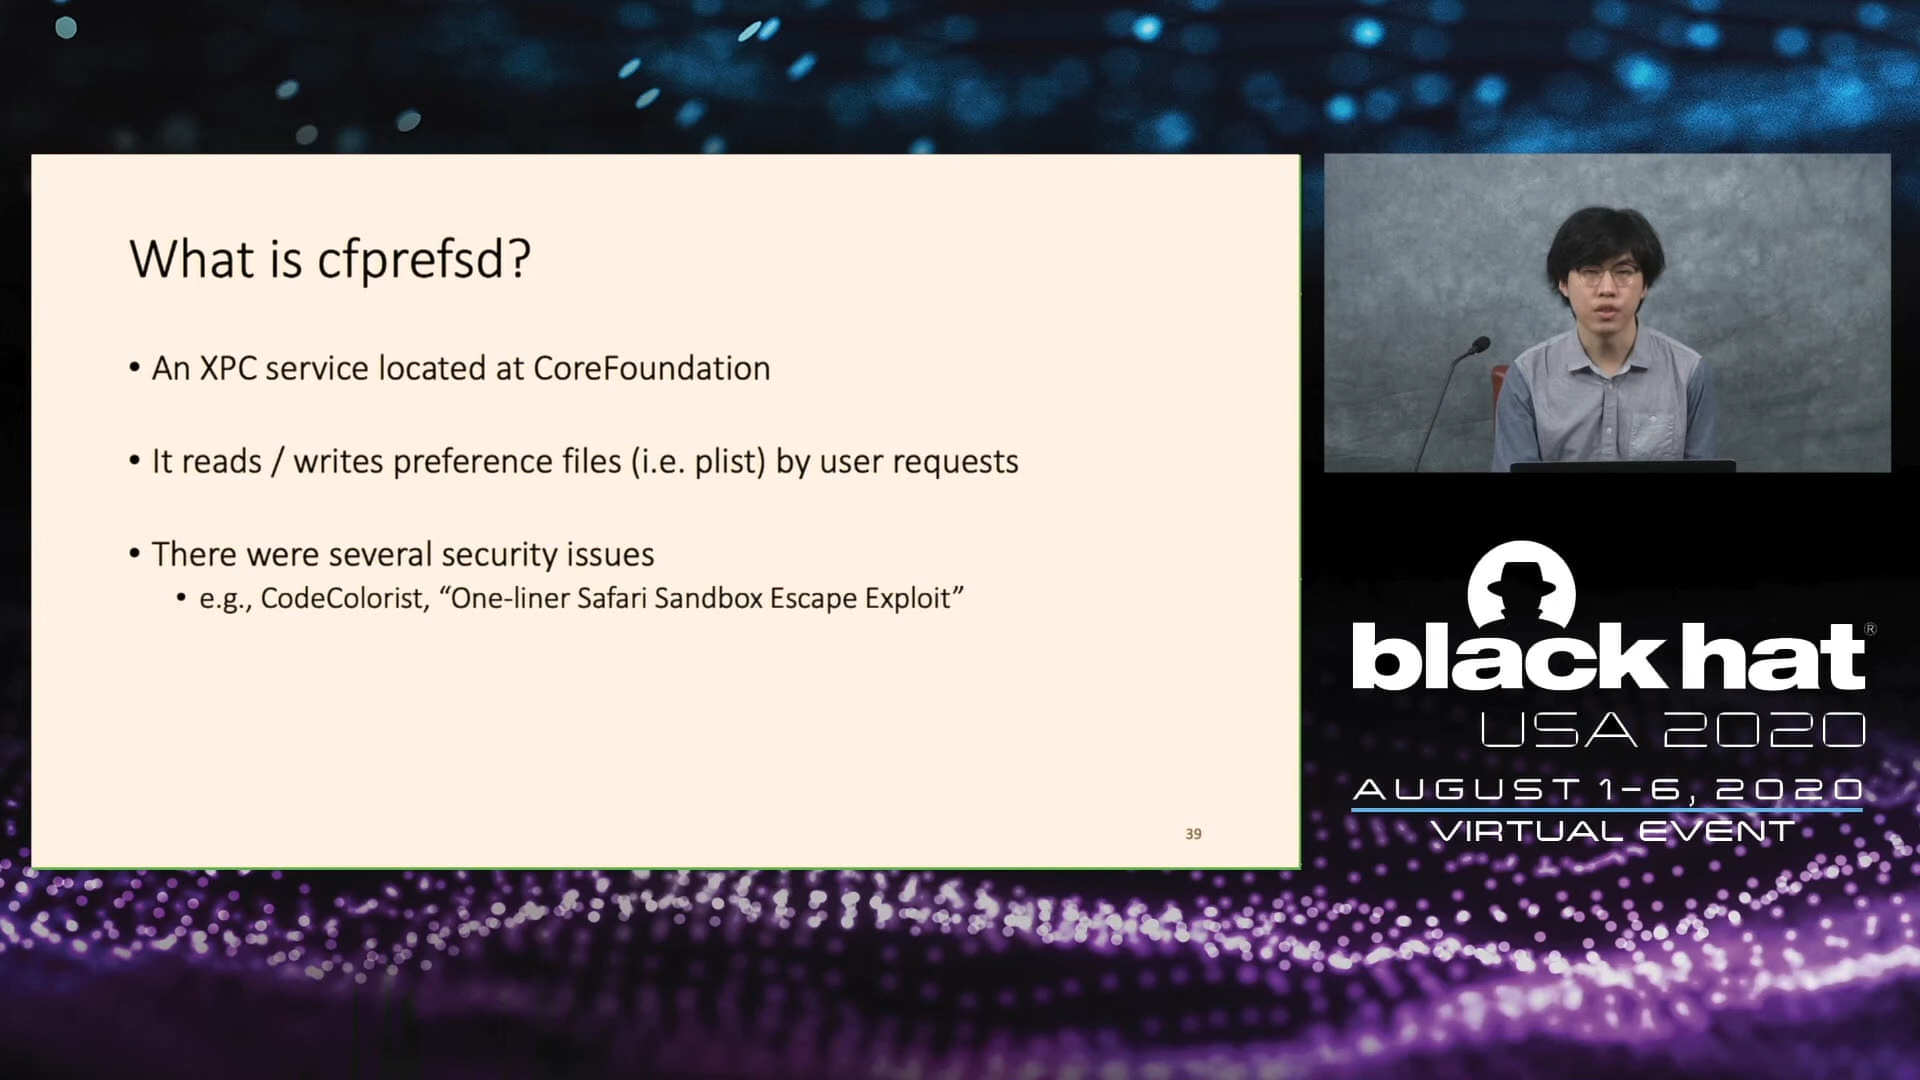 What is cfprefsd?
• An XPC service located at CoreFoundation
• It reads / writes preference files (i.e. plist) by user requests
• There were several security issues
• e.g., CodeColorist, “One-liner Safari Sandbox Escape Exploit”
39
black hat®
USA 2020
AUGUST 1-6, 2020
VIRTUAL EVENT